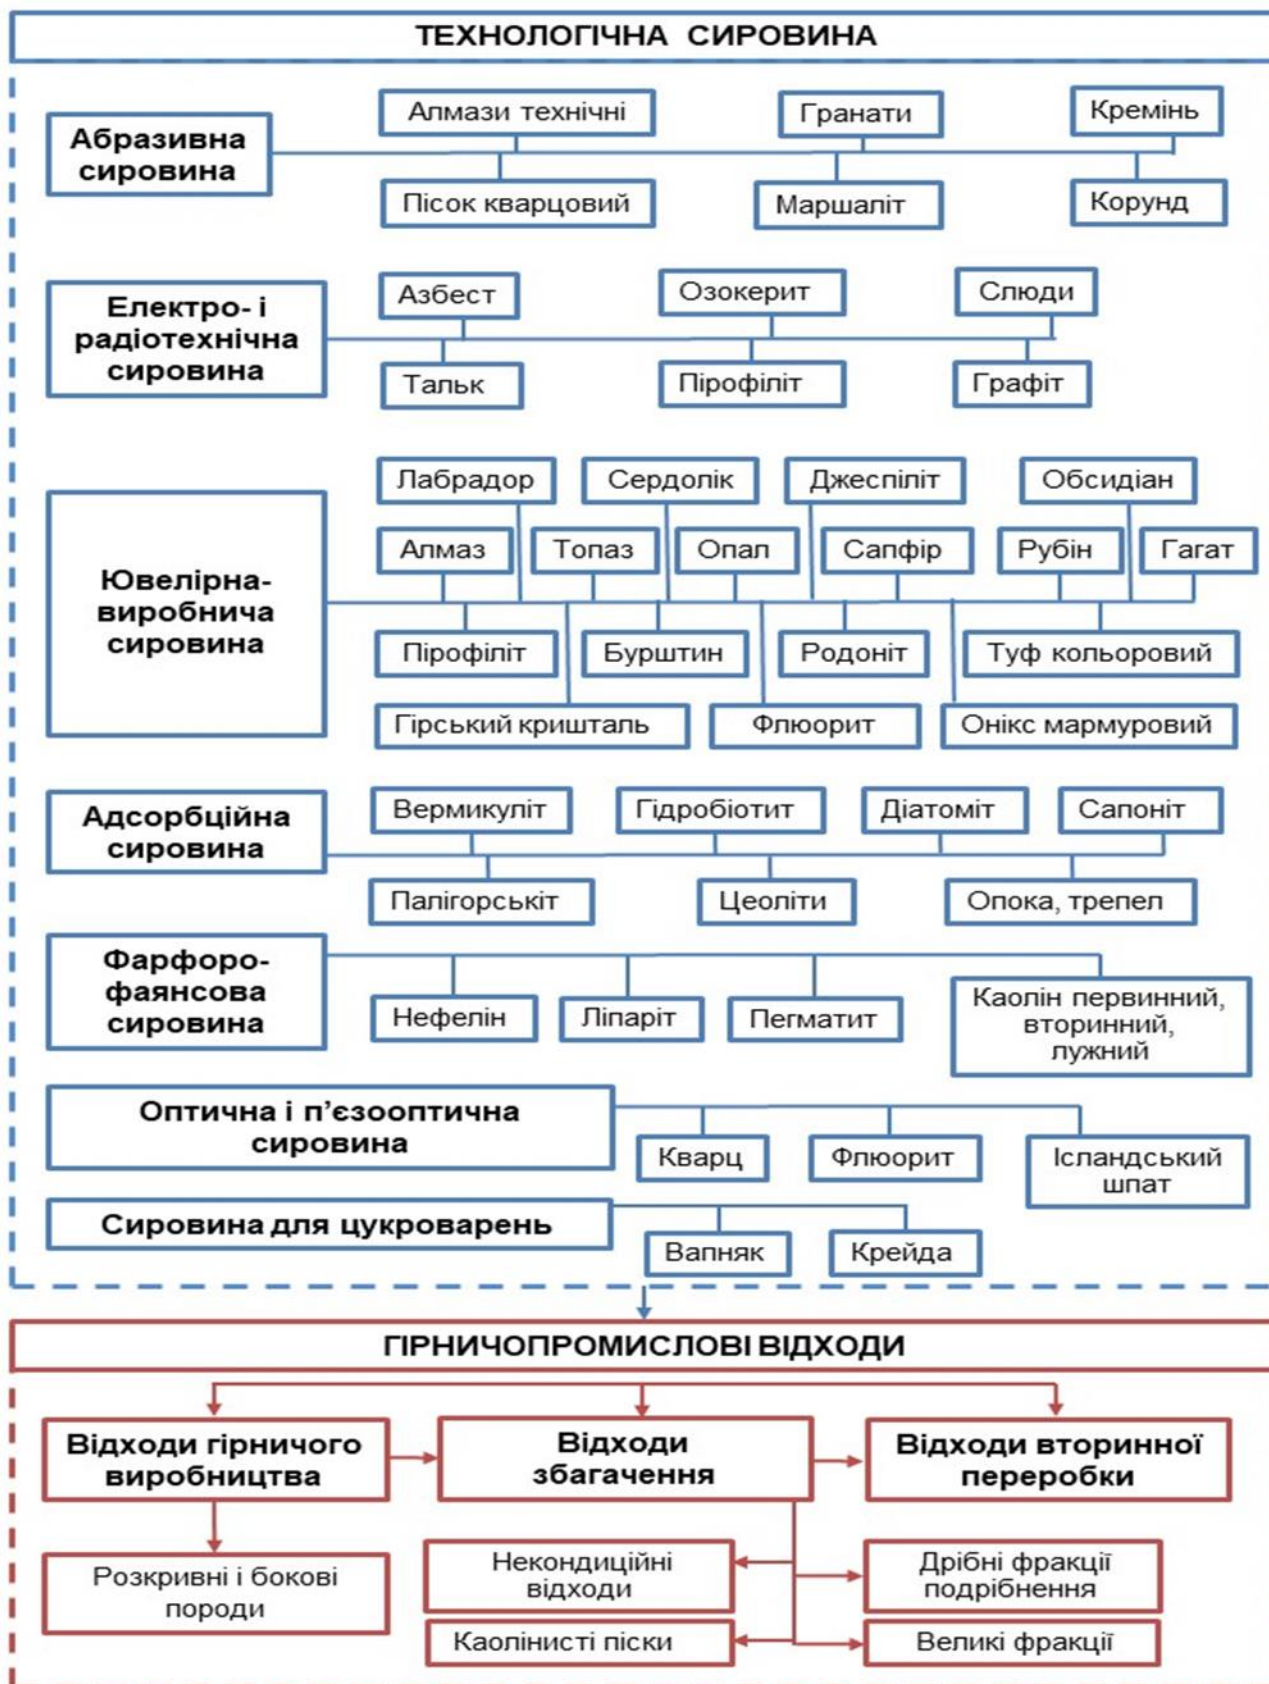 ТЕХНОЛОГІЧНА СИРОВИНА
Абразивна
сировина
Алмази технічні
Гранати
Кремінь
Пісок кварцовий
Маршаліт
Корунд
Електро- і
радіотехнічна
сировина
Азбест
Озокерит
Слюди
Тальк
Пірофіліт
Графіт
Ювелірна-
виробнича
сировина
Лабрадор
Сердолік
Джеспіліт
Обсидіан
Алмаз
Топаз
Опал
Сапфір
Рубін
Гагат
Пірофіліт
Бурштин
Родоніт
Туф кольоровий
Гірський кришталь
Флюорит
Онікс мармуровий
Адсорбційна
сировина
Вермикуліт
Гідробіотит
Діатоміт
Сапоніт
Палігорськіт
Цеоліти
Опока, трепел
Фарфоро-
фаянсова
сировина
Нефелін
Ліпаріт
Пегматит
Каолін первинний,
вторинний,
лужний
Оптична і п’єзооптична
сировина
Кварц
Флюорит
Ісландський
шпат
Сировина для цукроварень
Вапняк
Крейда
ГІРНИЧОПРОМИСЛОВІ ВІДХОДИ
Відходи гірничого
виробництва
Відходи
збагачення
Відходи вторинної
переробки
Розкривні і бокові
породи
Некондиційні
відходи
Дрібні фракції
подрібнення
Каолінисті піски
Великі фракції